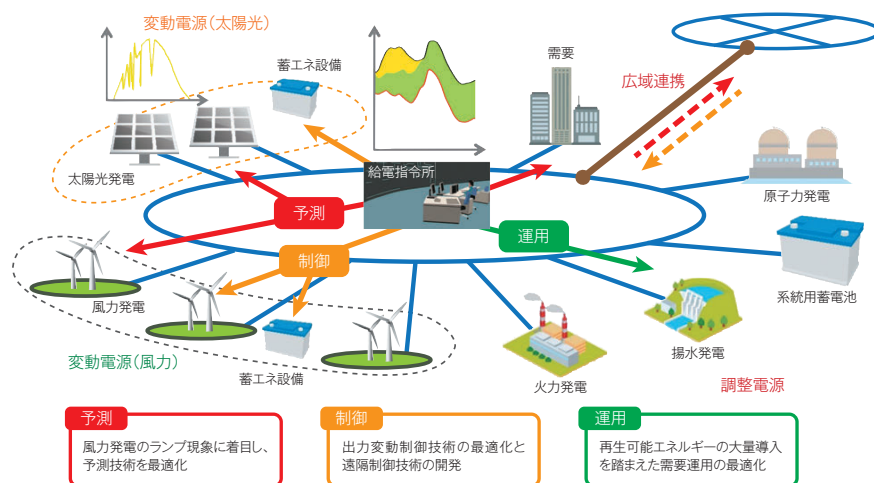 変動電源(太陽光)
蓄エネ設備
需要
広域連携
太陽光発電
給電指令所
原子力発電
予測
運用
制御
風力発電
系統用蓄電池
変動電源(風力)
蓄エネ設備
火力発電
揚水発電
調整電源
予測
風力発電のランプ現象に着目し、
予測技術を最適化
制御
出力変動制御技術の最適化と
遠隔制御技術の開発
運用
再生可能エネルギーの大量導入
を踏まえた需要運用の最適化